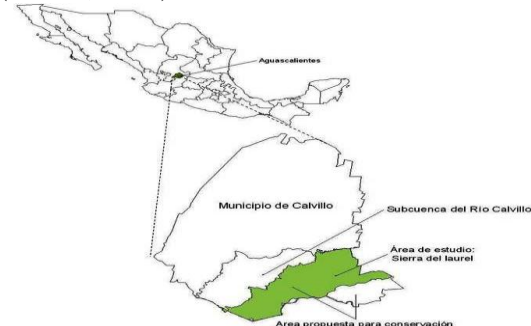 Aguascalientes
Municipio de Calvillo
Subcuenca del Río Calvillo
Área de estudio:
Sierra del laurel
Área propuesta para conservación